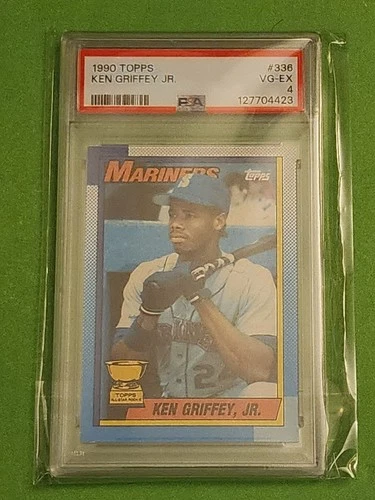 1990 TOPPS #336
KEN GRIFFEY, JR. VG-EX
4
PSA 127704423
MARINERS
topps
S
2
TOPPS
ALL-STAR ROOKIE
KEN GRIFFEY, JR.